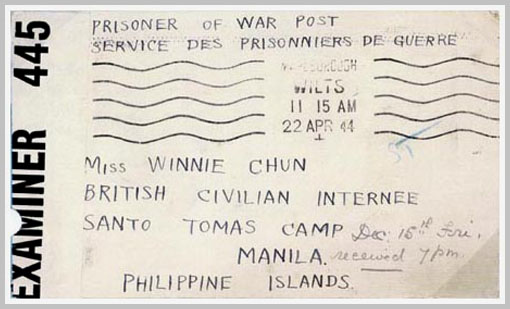 EXAMINER 445
PRISONER OF WAR POST
SERVICE DES PRISONNIERS DE GUERRE
WILTS
11 15 AM
22 APR 44
Miss WINNIE CHUN
BRITISH CIVILIAN INTERNEE
SANTO TOMAS CAMP Dec. 15th Fri.
MANILA. received 7pm.
PHILIPPINE ISLANDS.